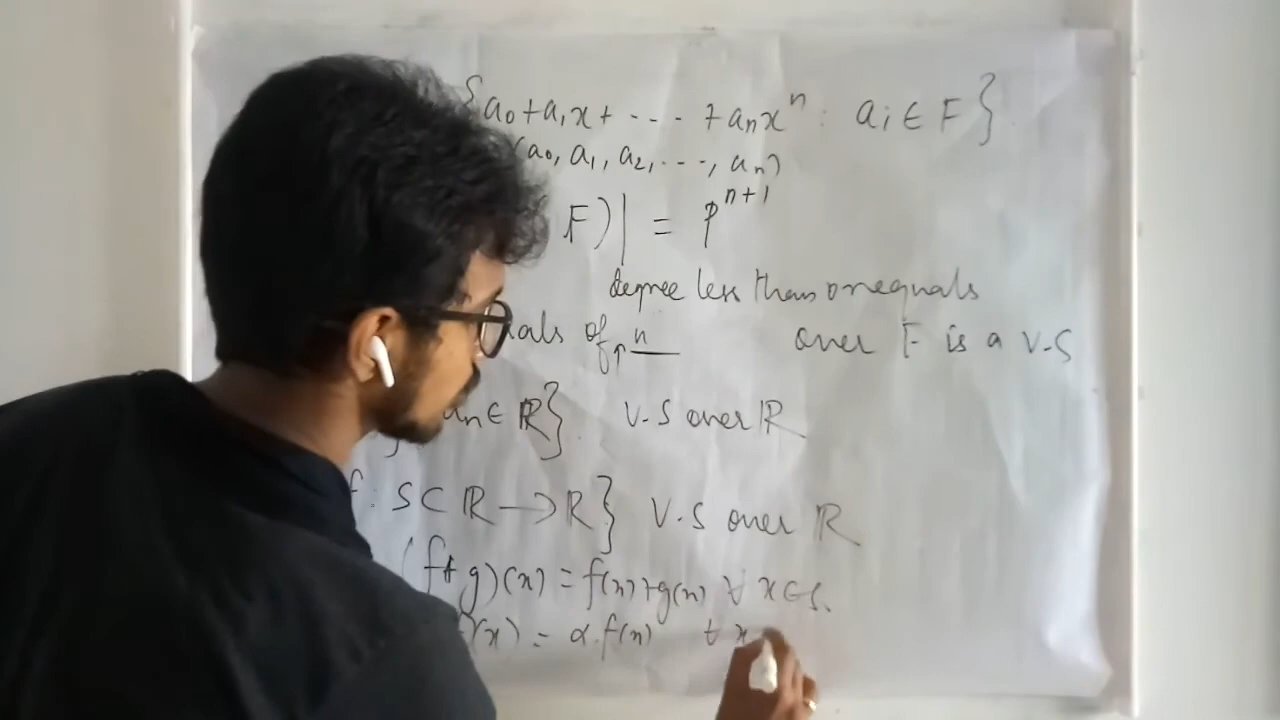 {a₀+a₁x+ ---- +aₙxⁿ : aᵢ ∈ F}
(a₀, a₁, a₂, ---, aₙ)
F)| = pⁿ⁺¹
degree less than or equals
als of ↑ n over F is a V-S
aₙ ∈ ℝ}. V-S over ℝ
f: S⊂ℝ → ℝ} V.S over ℝ
(f+g)(x) = f(x)+g(x) ∀ x∈S.
)(x) = α.f(x) ∀ x